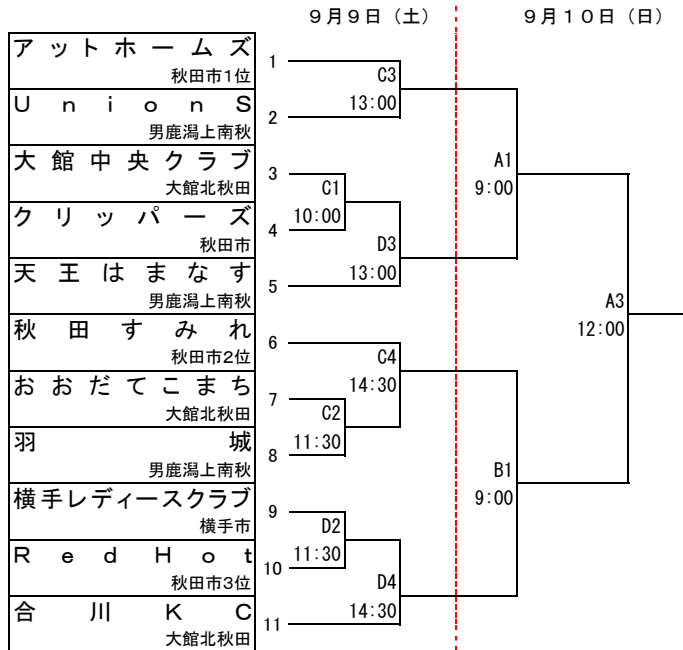 ９月９日（土）　９月１０日（日）
アットホームズ
秋田市1位
1
C3
13:00
ＵｎｉｏｎＳ
男鹿潟上南秋
2
大館中央クラブ
大館北秋田
3
C1
10:00
A1
9:00
クリッパーズ
秋田市
4
D3
13:00
天王はまなす
男鹿潟上南秋
5
A3
12:00
秋田すみれ
秋田市2位
6
C4
14:30
おおだてこまち
大館北秋田
7
C2
11:30
羽城
男鹿潟上南秋
8
B1
9:00
横手レディースクラブ
横手市
9
D2
11:30
ＲｅｄＨｏｔ
秋田市3位
10
D4
14:30
合川ＫＣ
大館北秋田
11